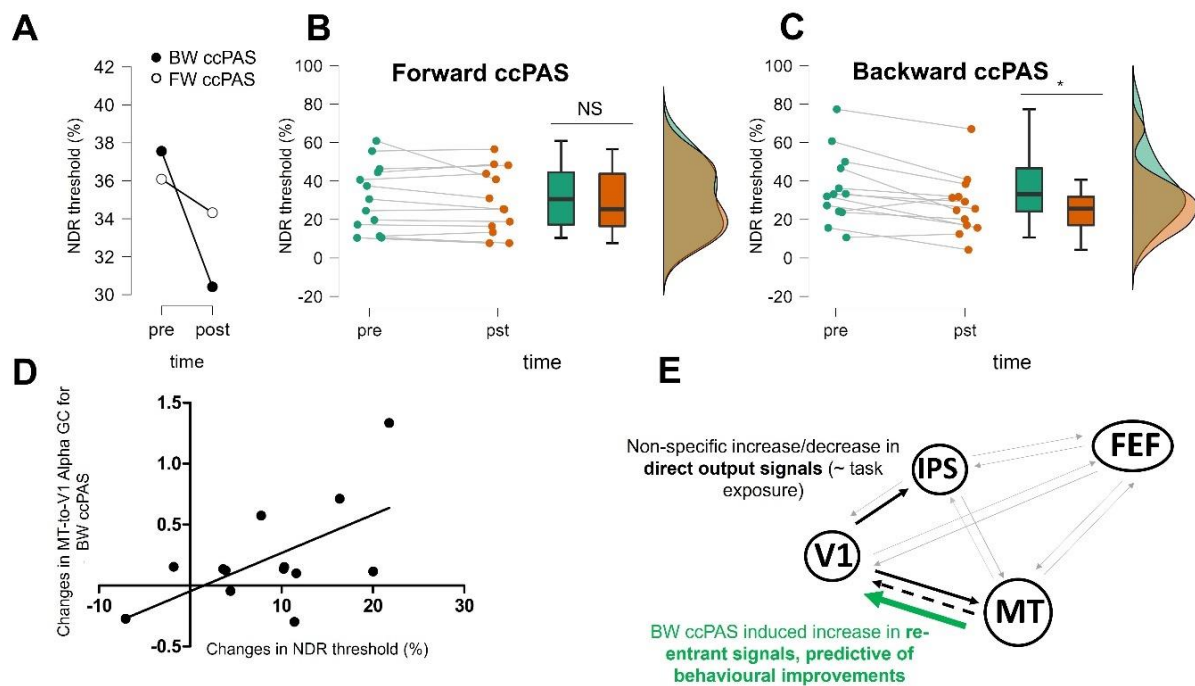 A
BW ccPAS
FW ccPAS
NDR threshold (%)
42
40
38
36
34
32
30
pre
post
time
B
Forward ccPAS
NS
NDR threshold (%)
100
80
60
40
20
0
-20
pre
pst
time
C
Backward ccPAS
*
NDR threshold (%)
100
80
60
40
20
0
-20
pre
pst
time
D
Changes in MT-to-V1 Alpha GC for
BW ccPAS
1.5
1.0
0.5
-0.5
-10
10
20
30
Changes in NDR threshold (%)
E
Non-specific increase/decrease in
direct output signals (~ task
exposure)
IPS
FEF
V1
MT
BW ccPAS induced increase in re-
entrant signals, predictive of
behavioural improvements